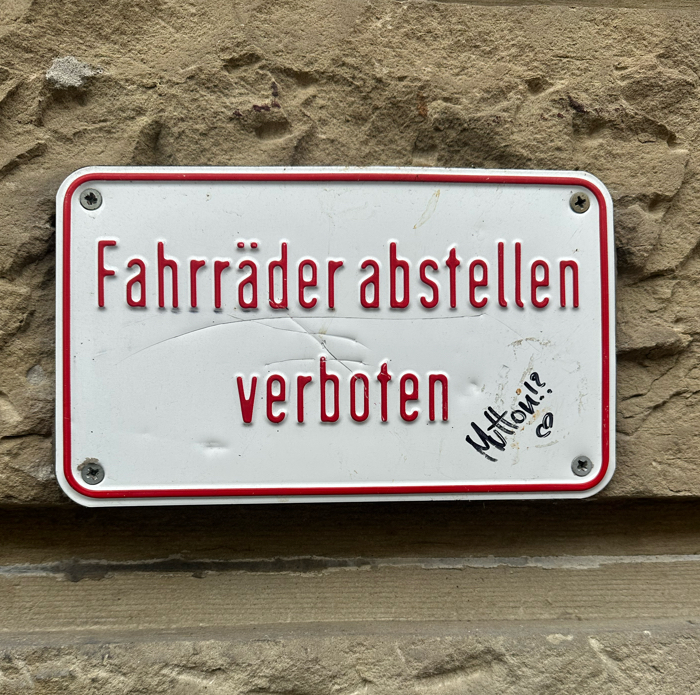 Fahrräder abstellen
verboten